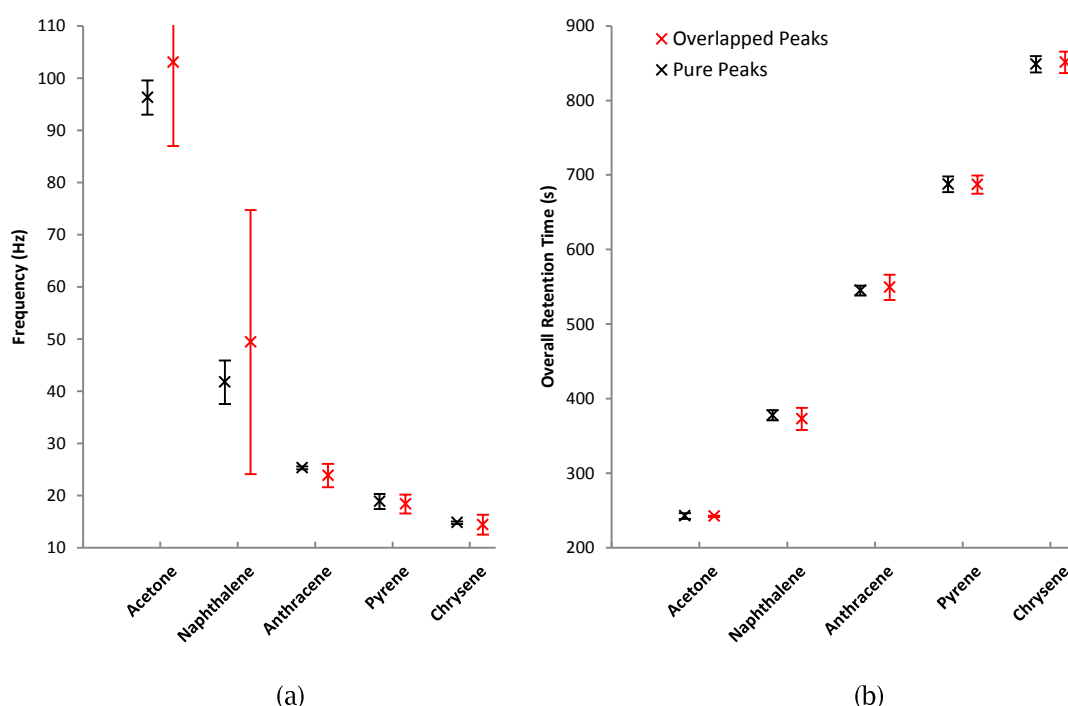 110
100
90
80
70
60
50
40
30
20
10
Frequency (Hz)
Acetone
Naphthalene
Anthracene
Pyrene
Chrysene
(a)
900
800
700
600
500
400
300
200
Overall Retention Time (s)
Overlapped Peaks
Pure Peaks
Acetone
Naphthalene
Anthracene
Pyrene
Chrysene
(b)